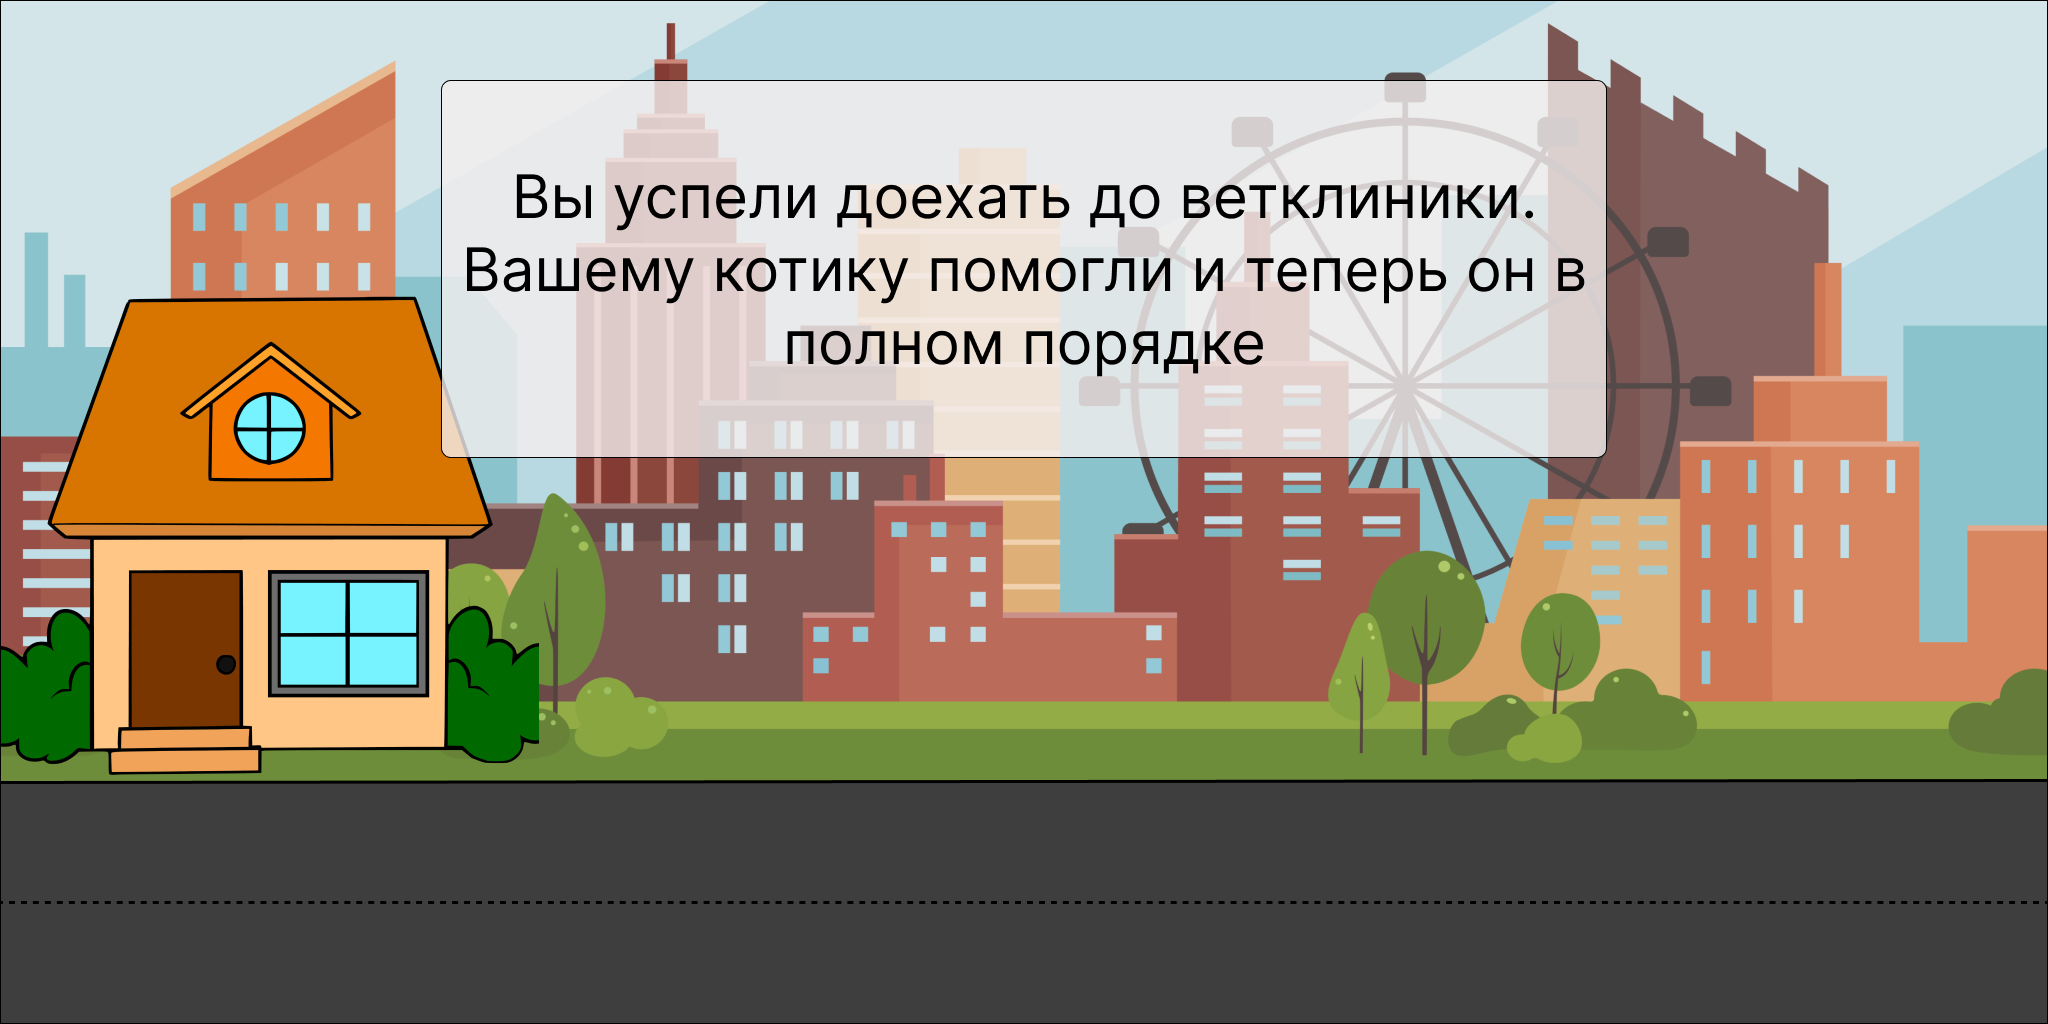 Вы успели доехать до ветклиники.
Вашему котику помогли и теперь он в
полном порядке